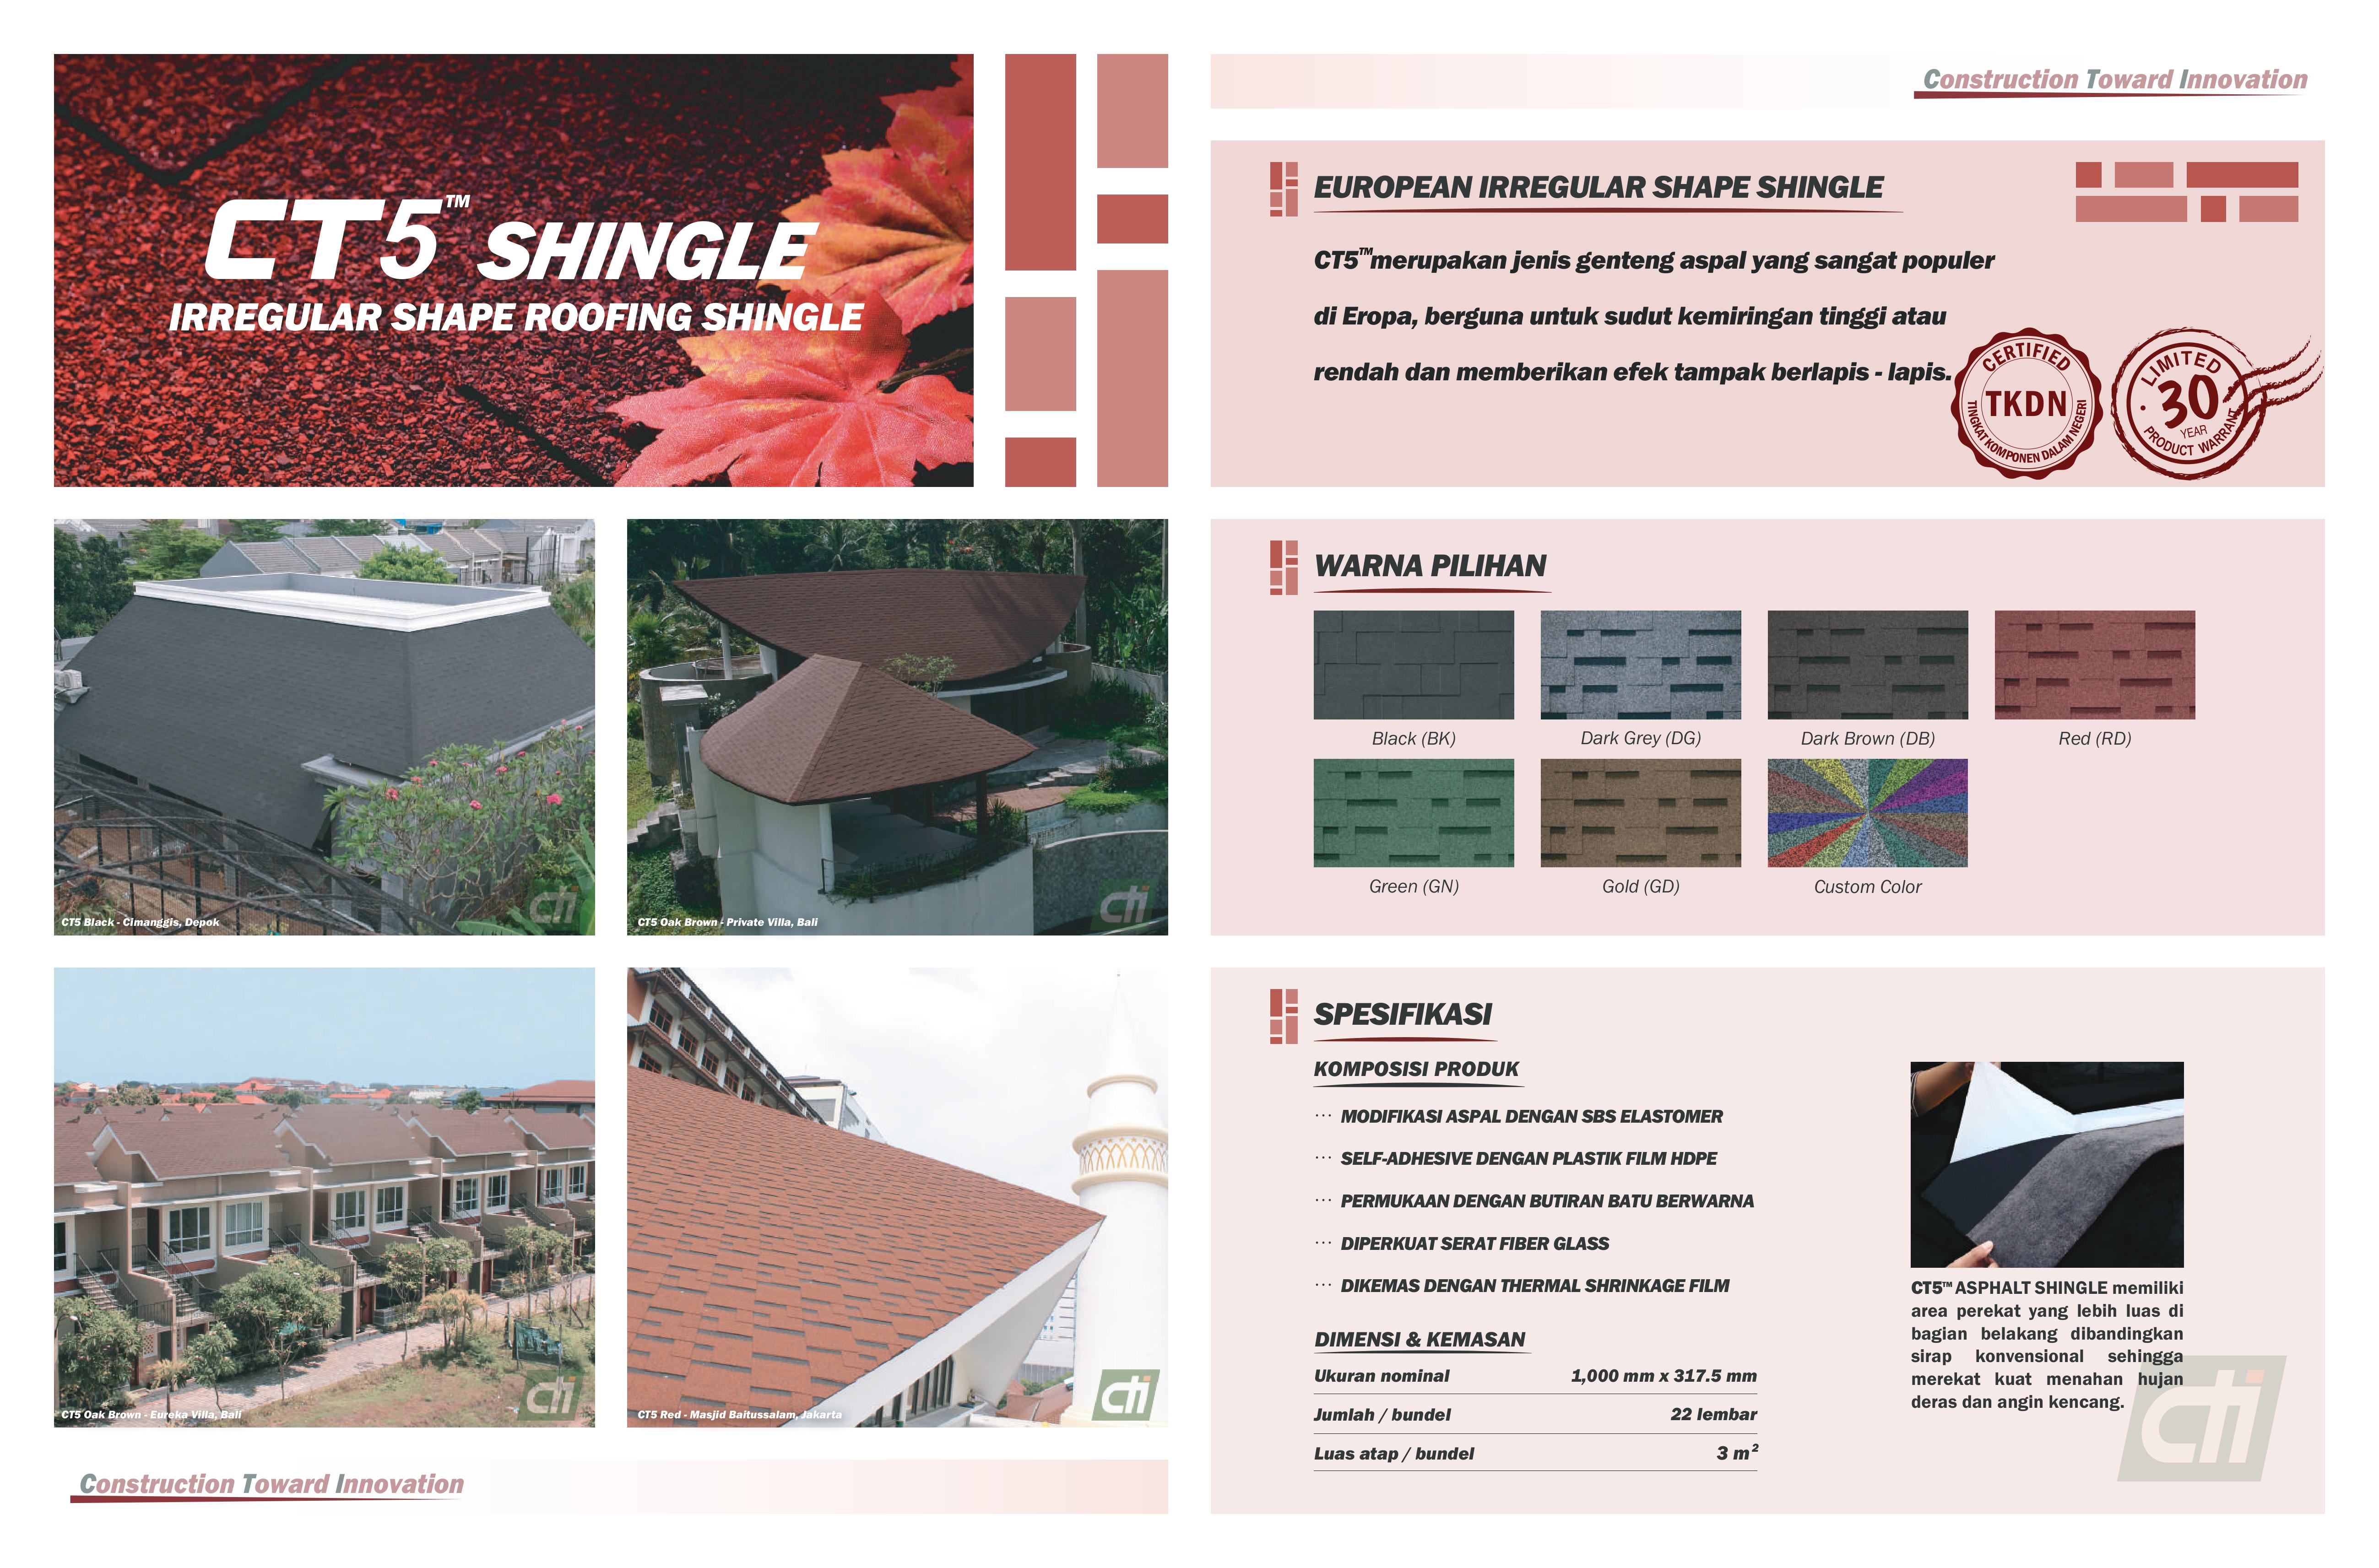 CT5™ SHINGLE
IRREGULAR SHAPE ROOFING SHINGLE
CT5 Black - Cimanggis, Depok
CT5 Oak Brown - Private Villa, Bali
CT5 Oak Brown - Eureka Villa, Bali
CT5 Red - Masjid Baitussalam, Jakarta
cti
cti
cti
cti
Construction Toward Innovation
Construction Toward Innovation
EUROPEAN IRREGULAR SHAPE SHINGLE
CT5™merupakan jenis genteng aspal yang sangat populer
di Eropa, berguna untuk sudut kemiringan tinggi atau
rendah dan memberikan efek tampak berlapis - lapis.
CERTIFIED
TKDN
TINGKAT KOMPONEN DALAM NEGERI
LIMITED
30
YEAR
PRODUCT WARRANT
WARNA PILIHAN
Black (BK)
Dark Grey (DG)
Dark Brown (DB)
Red (RD)
Green (GN)
Gold (GD)
Custom Color
SPESIFIKASI
KOMPOSISI PRODUK
··· MODIFIKASI ASPAL DENGAN SBS ELASTOMER
··· SELF-ADHESIVE DENGAN PLASTIK FILM HDPE
··· PERMUKAAN DENGAN BUTIRAN BATU BERWARNA
··· DIPERKUAT SERAT FIBER GLASS
··· DIKEMAS DENGAN THERMAL SHRINKAGE FILM
DIMENSI & KEMASAN
Ukuran nominal 1,000 mm x 317.5 mm
Jumlah / bundel 22 lembar
Luas atap / bundel 3 m²
CT5™ ASPHALT SHINGLE memiliki
area perekat yang lebih luas di
bagian belakang dibandingkan
sirap konvensional sehingga
merekat kuat menahan hujan
deras dan angin kencang.
cti